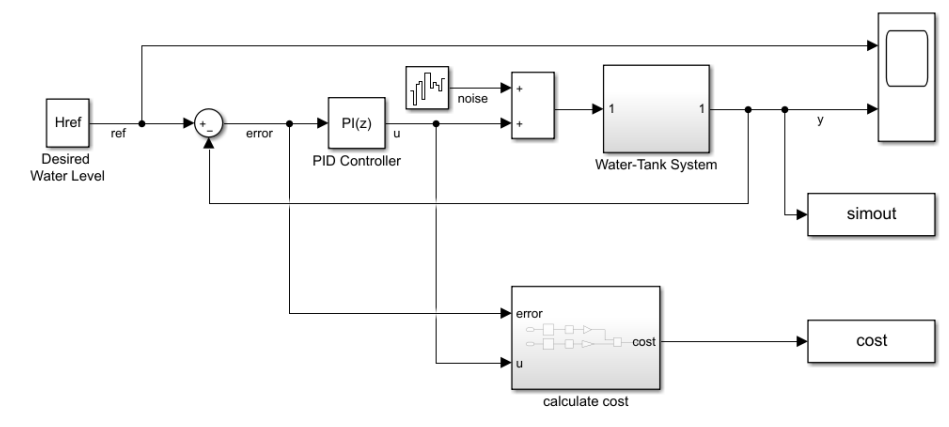 Href
ref
Desired
Water Level
+
−
error
PI(z)
u
PID Controller
noise
+
+
1
1
Water-Tank System
y
simout
error
u
cost
calculate cost
cost